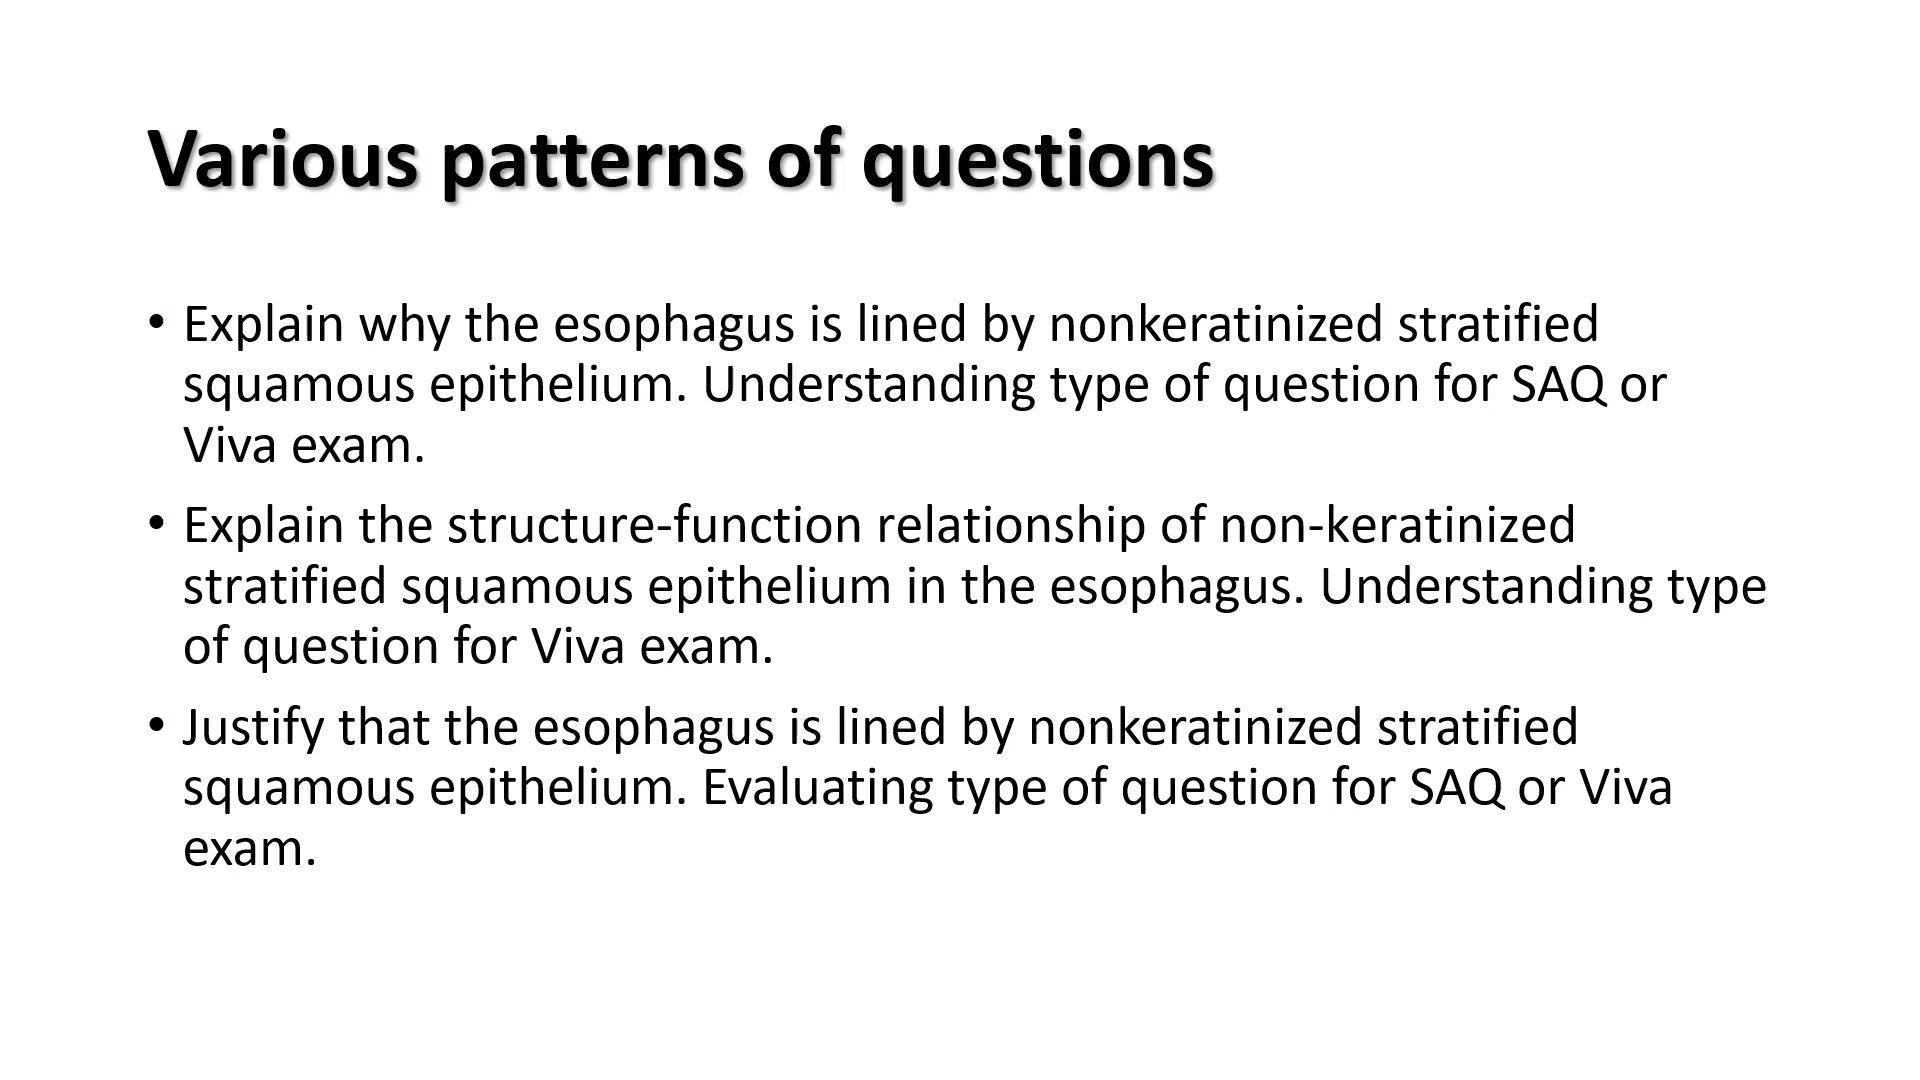 Various patterns of questions
• Explain why the esophagus is lined by nonkeratinized stratified
squamous epithelium. Understanding type of question for SAQ or
Viva exam.
• Explain the structure-function relationship of non-keratinized
stratified squamous epithelium in the esophagus. Understanding type
of question for Viva exam.
• Justify that the esophagus is lined by nonkeratinized stratified
squamous epithelium. Evaluating type of question for SAQ or Viva
exam.